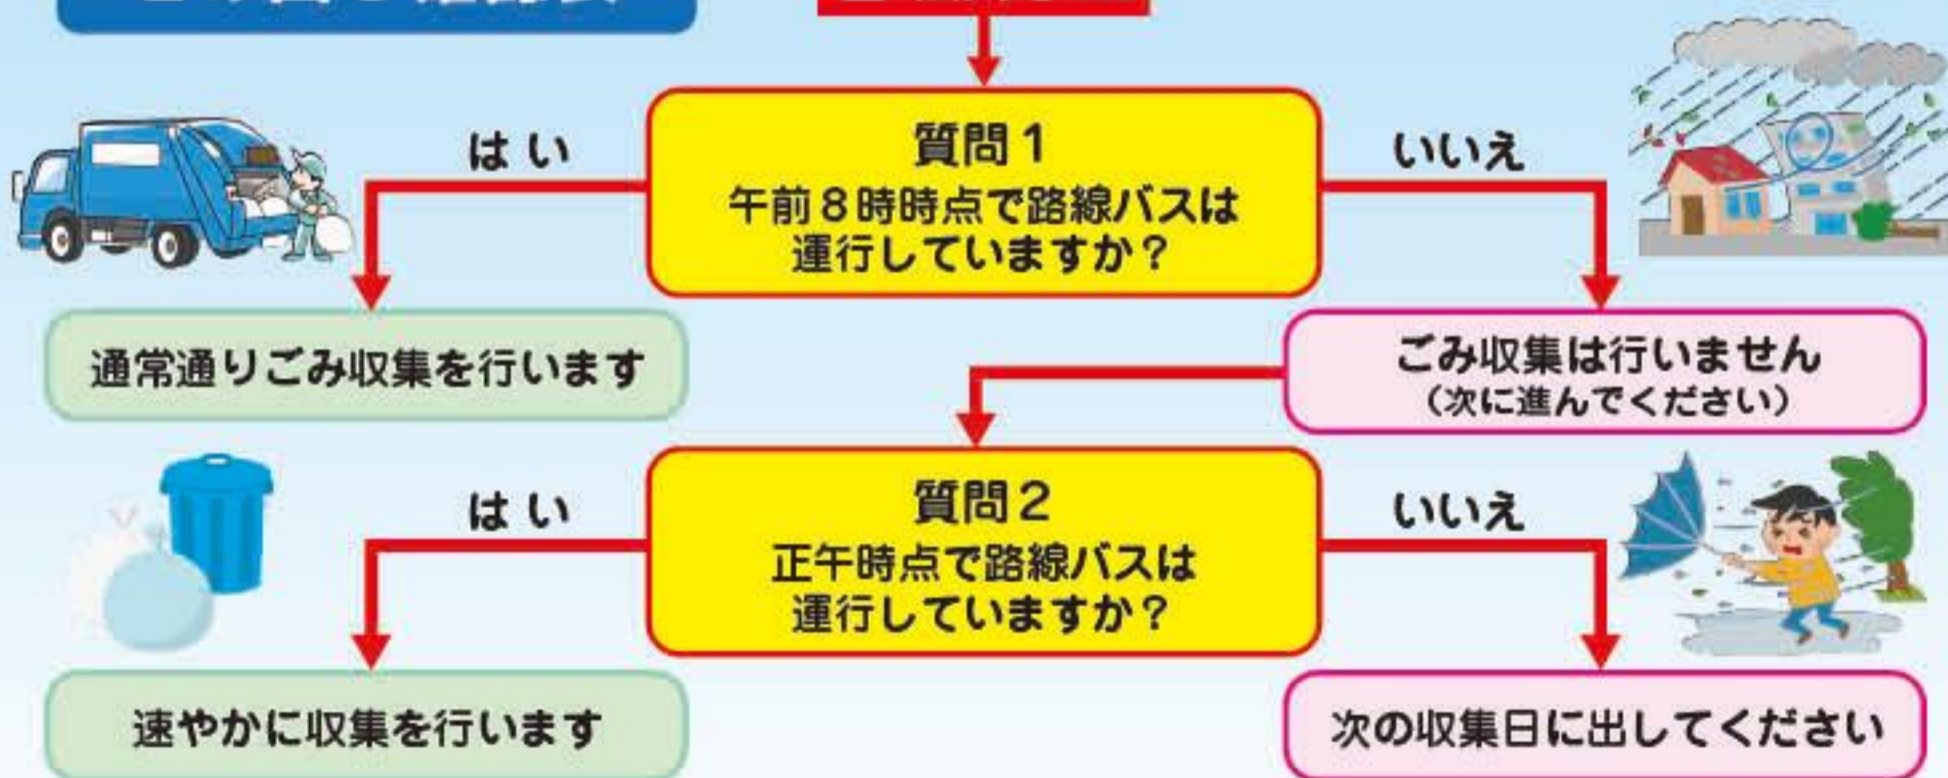 質問1
午前8時時点で路線バスは
運行していますか？
はい
いいえ
通常通りごみ収集を行います
ごみ収集は行いません
（次に進んでください）
質問2
正午時点で路線バスは
運行していますか？
はい
いいえ
速やかに収集を行います
次の収集日に出してください